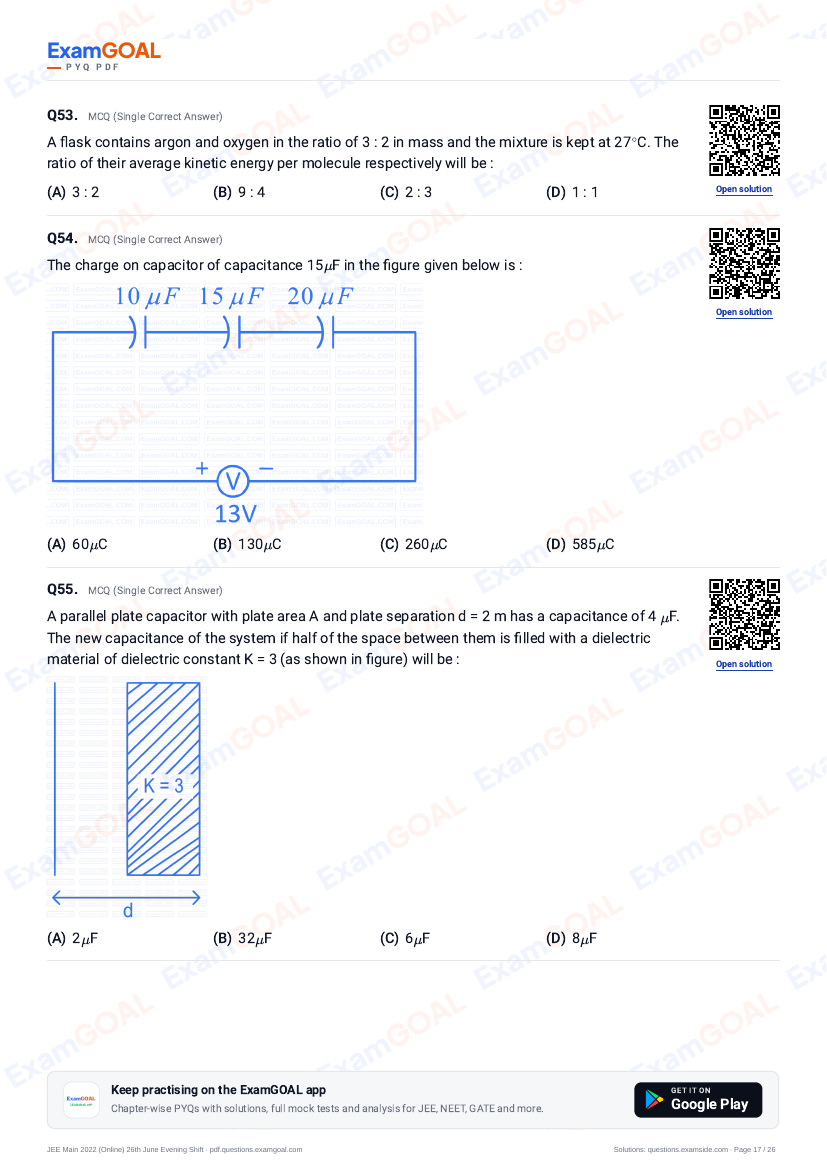 ExamGOAL
PYQ PDF
Q53. MCQ (Single Correct Answer)
A flask contains argon and oxygen in the ratio of 3 : 2 in mass and the mixture is kept at 27°C. The
ratio of their average kinetic energy per molecule respectively will be :
(A) 3 : 2 (B) 9 : 4 (C) 2 : 3 (D) 1 : 1
Open solution
Q54. MCQ (Single Correct Answer)
The charge on capacitor of capacitance 15μF in the figure given below is :
Open solution
10 μF 15 μF 20 μF
+ V −
13V
(A) 60μC (B) 130μC (C) 260μC (D) 585μC
Q55. MCQ (Single Correct Answer)
A parallel plate capacitor with plate area A and plate separation d = 2 m has a capacitance of 4 μF.
The new capacitance of the system if half of the space between them is filled with a dielectric
material of dielectric constant K = 3 (as shown in figure) will be :
Open solution
K = 3
d
(A) 2μF (B) 32μF (C) 6μF (D) 8μF
Keep practising on the ExamGOAL app
Chapter-wise PYQs with solutions, full mock tests and analysis for JEE, NEET, GATE and more.
ExamGOAL
GET IT ON
Google Play
JEE Main 2022 (Online) 26th June Evening Shift · pdf.questions.examgoal.com
Solutions: questions.examside.com · Page 17 / 26